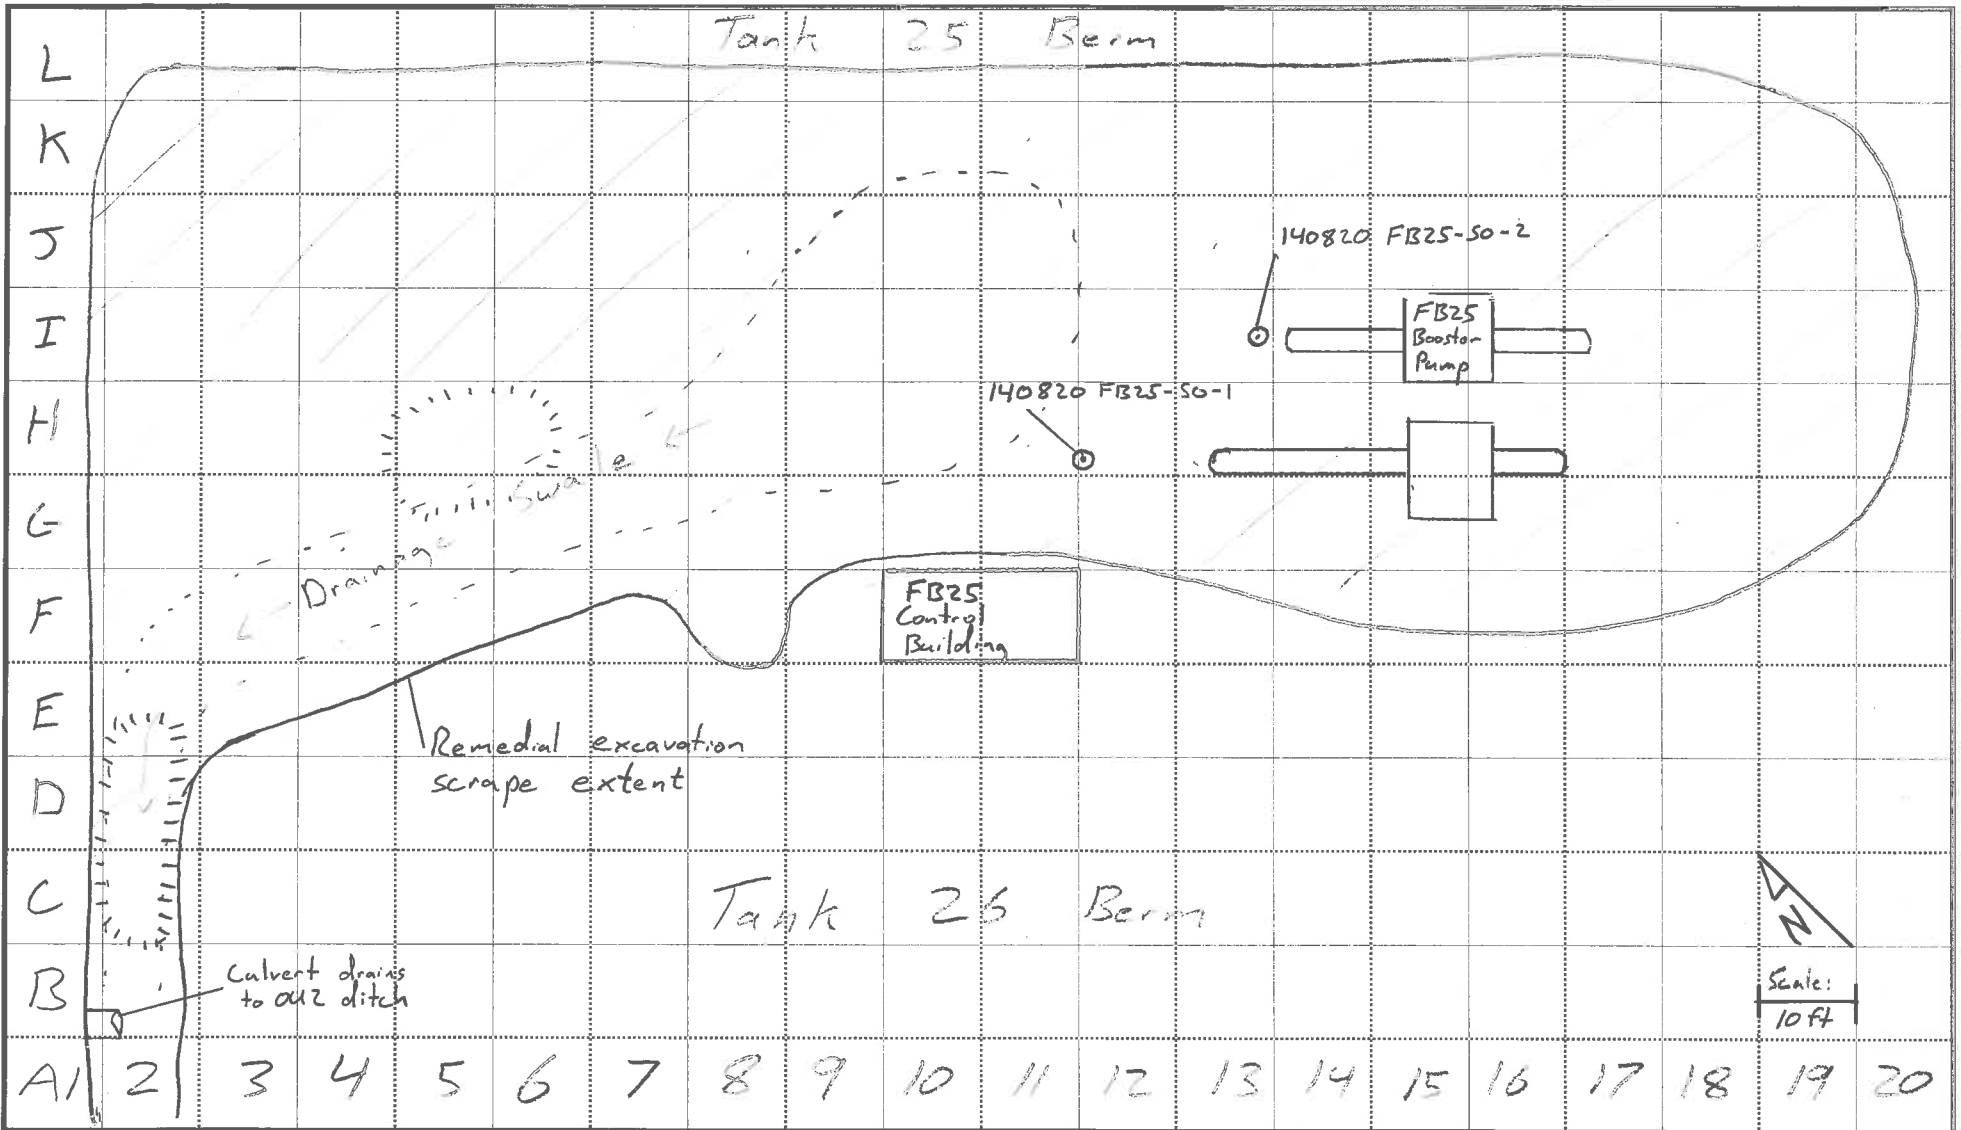 Tank 25 Berm
L
K
J
140820 FB25-SO-2
I
FB25
Booster
Pump
H
140820 FB25-SO-1
G
Drainage Swale
F
FB25
Control
Building
E
Remedial excavation
scrape extent
D
C
Tank 26 Berm
N
B
Culvert drains
to OU2 ditch
Scale:
10 ft
A1 2 3 4 5 6 7 8 9 10 11 12 13 14 15 16 17 18 19 20